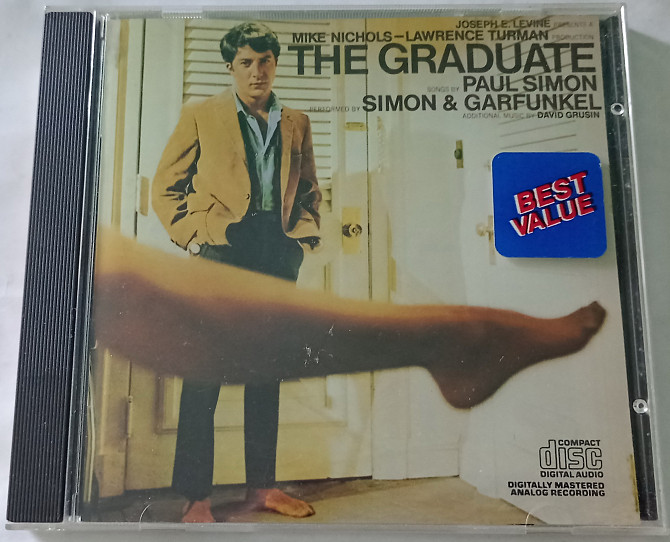 JOSEPH E. LEVINE PRESENTS A
MIKE NICHOLS–LAWRENCE TURMAN PRODUCTION
THE GRADUATE
SONGS BY PAUL SIMON
PERFORMED BY SIMON & GARFUNKEL
ADDITIONAL MUSIC BY DAVID GRUSIN
BEST
VALUE
COMPACT
disc
DIGITAL AUDIO
DIGITALLY MASTERED
ANALOG RECORDING